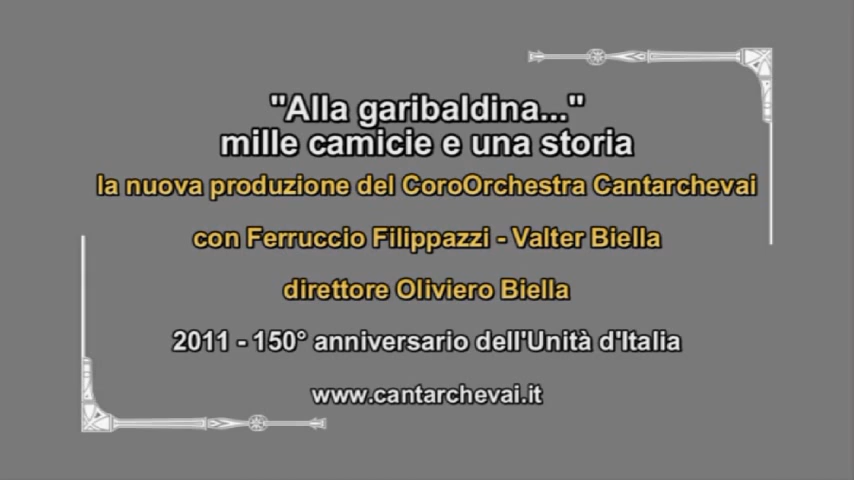 "Alla garibaldina..."
mille camicie e una storia
la nuova produzione del CoroOrchestra Cantarchevai
con Ferruccio Filippazzi - Valter Biella
direttore Oliviero Biella
2011 - 150° anniversario dell'Unità d'Italia
www.cantarchevai.it